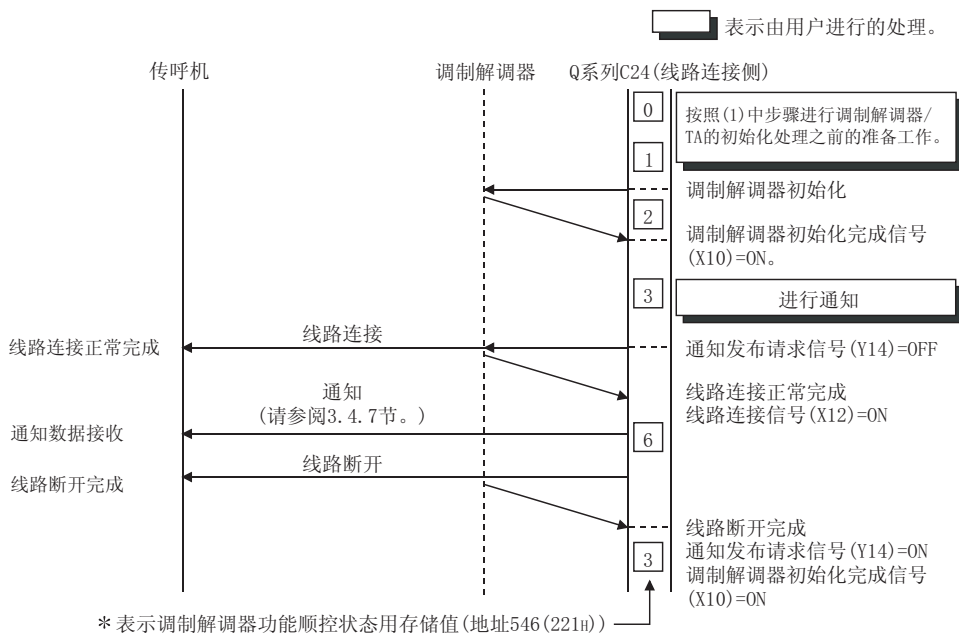 表示由用户进行的处理。
传呼机
调制解调器
Q系列C24(线路连接侧)
0
按照(1)中步骤进行调制解调器/
TA的初始化处理之前的准备工作。
1
调制解调器初始化
2
调制解调器初始化完成信号
(X10)=ON。
3
进行通知
线路连接正常完成
线路连接
通知发布请求信号(Y14)=OFF
线路连接正常完成
线路连接信号(X12)=ON
通知
(请参阅3.4.7节。)
通知数据接收
6
线路断开
线路断开完成
线路断开完成
3
通知发布请求信号(Y14)=ON
调制解调器初始化完成信号
(X10)=ON
*表示调制解调器功能顺控状态用存储值(地址546(221H))